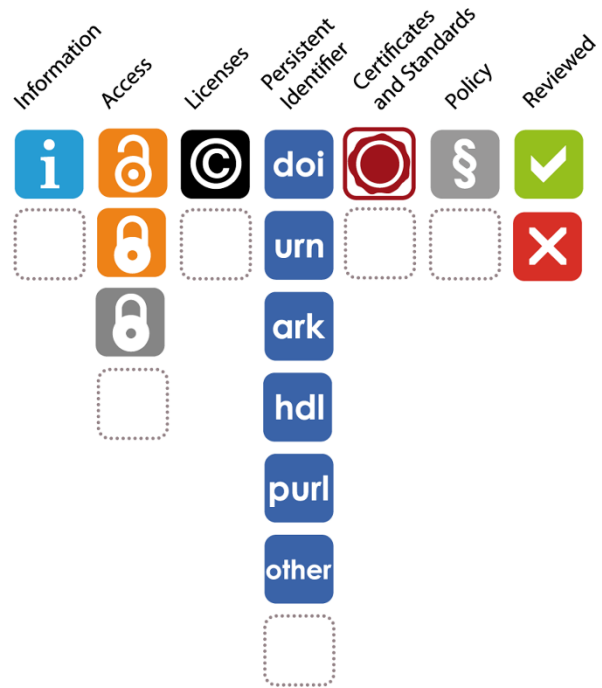 Information
Access
Licenses
Persistent
Identifier
Certificates
and Standards
Policy
Reviewed
i
©
doi
§
urn
ark
hdl
purl
other